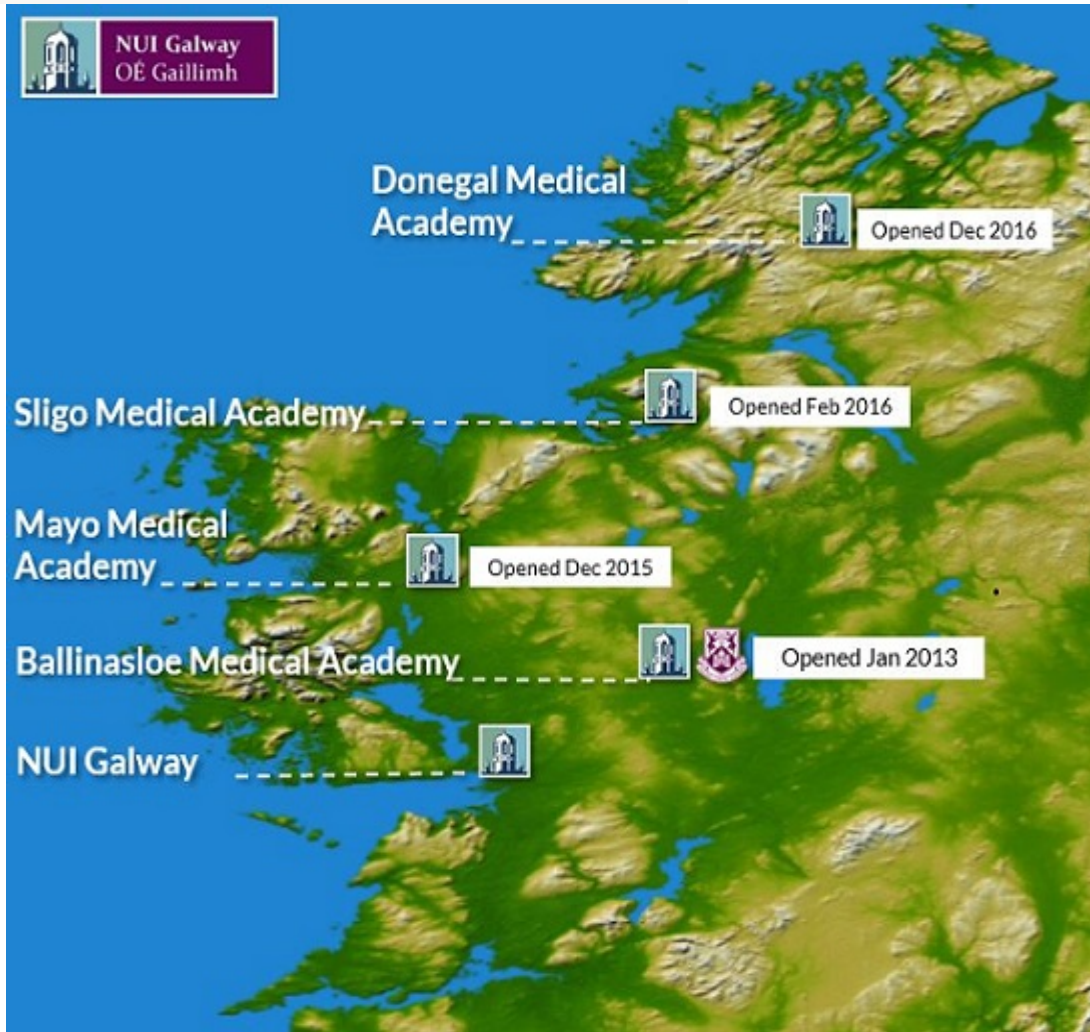 NUI Galway
OÉ Gaillimh
Donegal Medical
Academy
Opened Dec 2016
Sligo Medical Academy
Opened Feb 2016
Mayo Medical
Academy
Opened Dec 2015
Ballinasloe Medical Academy
Opened Jan 2013
NUI Galway